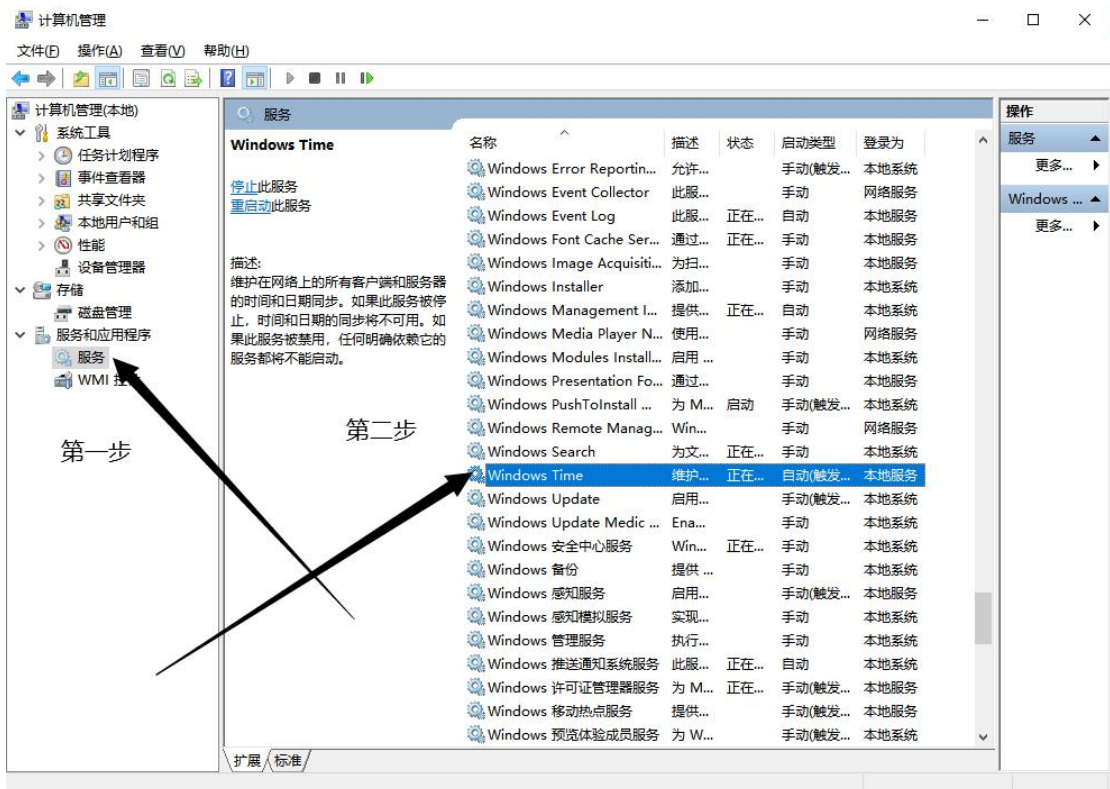 计算机管理
文件(F) 操作(A) 查看(V) 帮助(H)
计算机管理(本地)
系统工具
任务计划程序
事件查看器
共享文件夹
本地用户和组
性能
设备管理器
存储
磁盘管理
服务和应用程序
服务
WMI
第一步
服务
Windows Time
停止此服务
重启动此服务
描述:
维护在网络上的所有客户端和服务器
的时间和日期同步。如果此服务被停
止，时间和日期的同步将不可用。如
果此服务被禁用，任何明确依赖它的
服务都将不能启动。
第二步
名称 描述 状态 启动类型 登录为
Windows Error Reportin... 允许... 手动(触发... 本地系统
Windows Event Collector 此服... 手动 网络服务
Windows Event Log 此服... 正在... 自动 本地服务
Windows Font Cache Ser... 通过... 正在... 手动 本地服务
Windows Image Acquisiti... 为扫... 手动 本地服务
Windows Installer 添加... 手动 本地系统
Windows Management I... 提供... 正在... 自动 本地系统
Windows Media Player N... 使用... 手动 网络服务
Windows Modules Install... 启用 ... 手动 本地系统
Windows Presentation Fo... 通过... 手动 本地服务
Windows PushToInstall ... 为 M... 启动 手动(触发... 本地系统
Windows Remote Manag... Win... 手动 网络服务
Windows Search 为文... 正在... 手动 本地系统
Windows Time 维护... 正在... 自动(触发... 本地服务
Windows Update 启用... 手动(触发... 本地系统
Windows Update Medic ... Ena... 手动 本地系统
Windows 安全中心服务 Win... 正在... 手动 本地系统
Windows 备份 提供 ... 手动 本地系统
Windows 感知服务 启用... 手动(触发... 本地服务
Windows 感知模拟服务 实现... 手动 本地系统
Windows 管理服务 执行... 手动 本地系统
Windows 推送通知系统服务 此服... 正在... 自动 本地系统
Windows 许可证管理器服务 为 M... 正在... 手动(触发... 本地服务
Windows 移动热点服务 提供... 手动(触发... 本地服务
Windows 预览体验成员服务 为 W... 手动(触发... 本地系统
扩展 标准
操作
服务
更多...
Windows ...
更多...